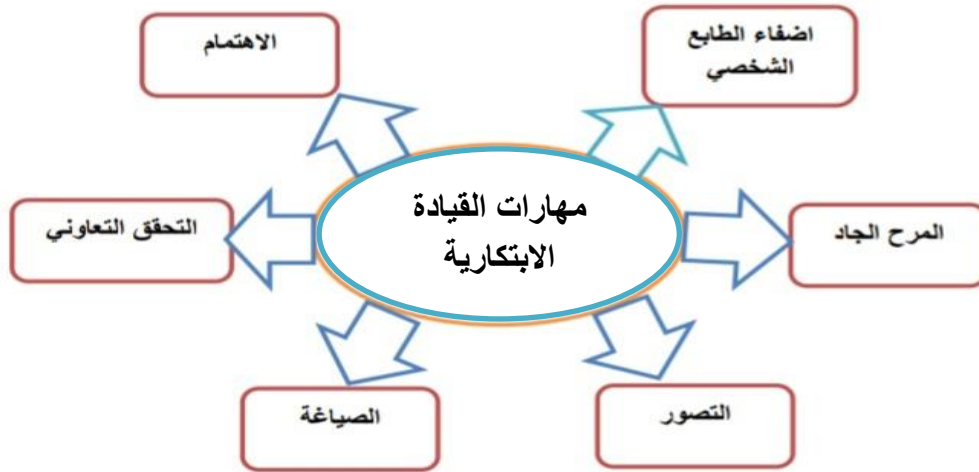 مهارات القيادة
الابتكارية
اضفاء الطابع
الشخصي
المرح الجاد
التصور
الصياغة
التحقق التعاوني
الاهتمام